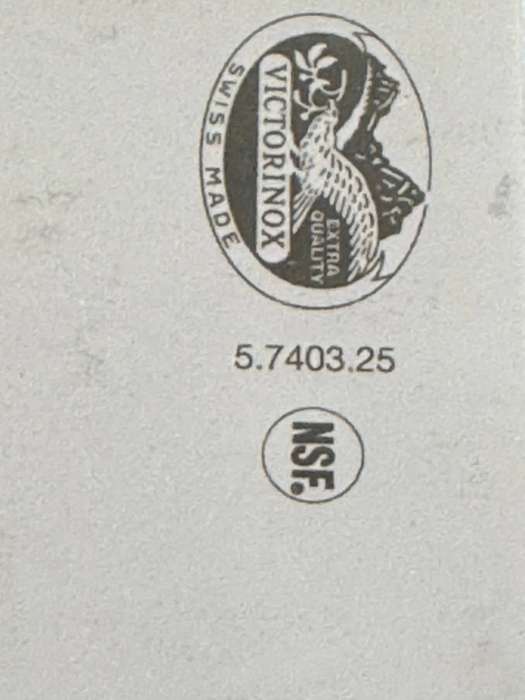 VICTORINOX
SWISS MADE
EXTRA
QUALITY
5.7403.25
NSF.